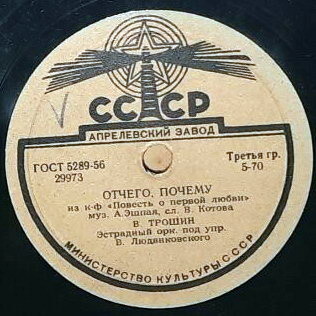 СССР
АПРЕЛЕВСКИЙ ЗАВОД
ГОСТ 5289-56
29973
Третья гр.
5-70
ОТЧЕГО, ПОЧЕМУ
из к-ф «Повесть о первой любви»
муз. А. Эшпая, сл. В. Котова
В. ТРОШИН
Эстрадный орк. под упр.
В. Людвиковского
МИНИСТЕРСТВО КУЛЬТУРЫ СССР